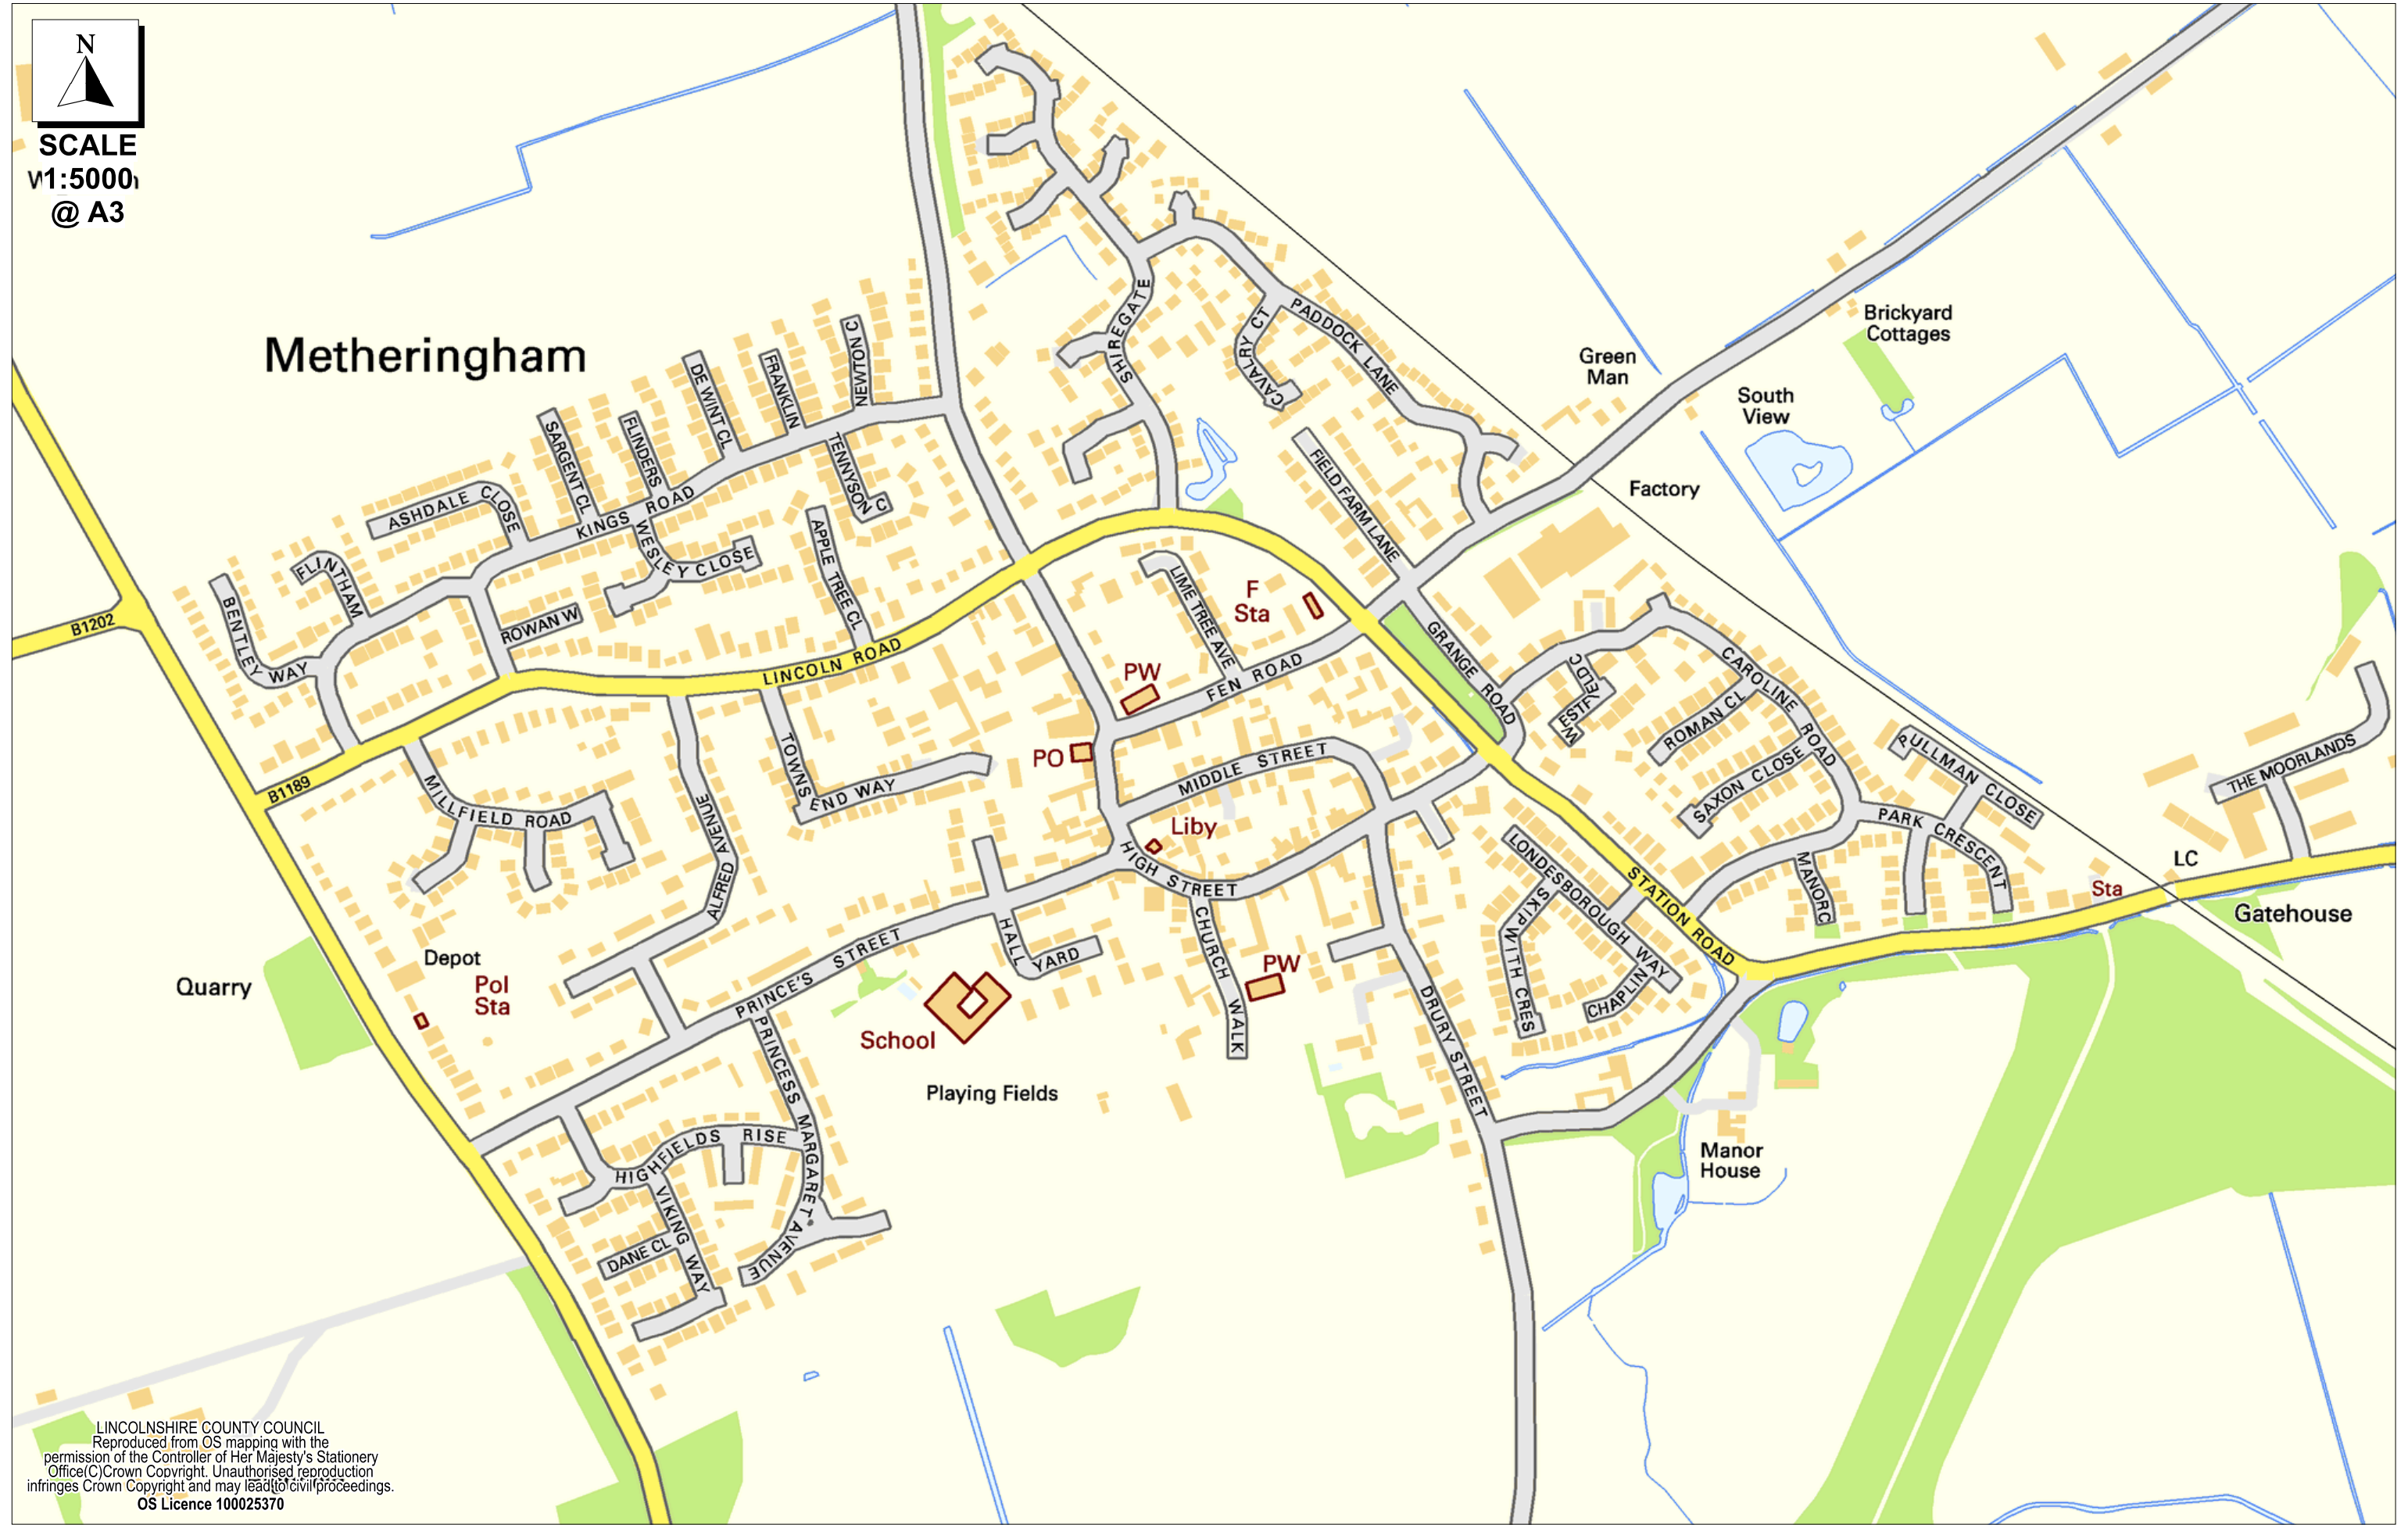 N
SCALE
1:5000
@ A3
Metheringham
B1202
B1189
BENTLEY WAY
FLINTHAM
ASHDALE CLOSE
SARGENT CL
FLINDERS
DE WINT CL
FRANKLIN
NEWTON C
TENNYSON C
KINGS ROAD
WESLEY CLOSE
ROWAN W
APPLE TREE CL
LINCOLN ROAD
SHIREGATE
CAVALRY CT
PADDOCK LANE
FIELD FARM LANE
Green
Man
Brickyard
Cottages
South
View
Factory
LIME TREE AVE
F
Sta
PW
FEN ROAD
GRANGE ROAD
PO
MIDDLE STREET
Liby
HIGH STREET
TOWNS END WAY
MILLFIELD ROAD
ALFRED AVENUE
Depot
Pol
Sta
Quarry
PRINCE'S STREET
HALL YARD
CHURCH WALK
PW
School
Playing Fields
PRINCESS MARGARET AVENUE
HIGHFIELDS RISE
VIKING WAY
DANE CL
DRURY STREET
LONDESBOROUGH WAY
SKIPWITH CRES
CHAPLIN
STATION ROAD
CAROLINE ROAD
ROMAN CL
SAXON CLOSE
MANOR C
PARK CRESCENT
PULLMAN CLOSE
THE MOORLANDS
LC
Sta
Gatehouse
Manor
House
LINCOLNSHIRE COUNTY COUNCIL
Reproduced from OS mapping with the
permission of the Controller of Her Majesty's Stationery
Office(C)Crown Copyright. Unauthorised reproduction
infringes Crown Copyright and may lead to civil proceedings.
OS Licence 100025370